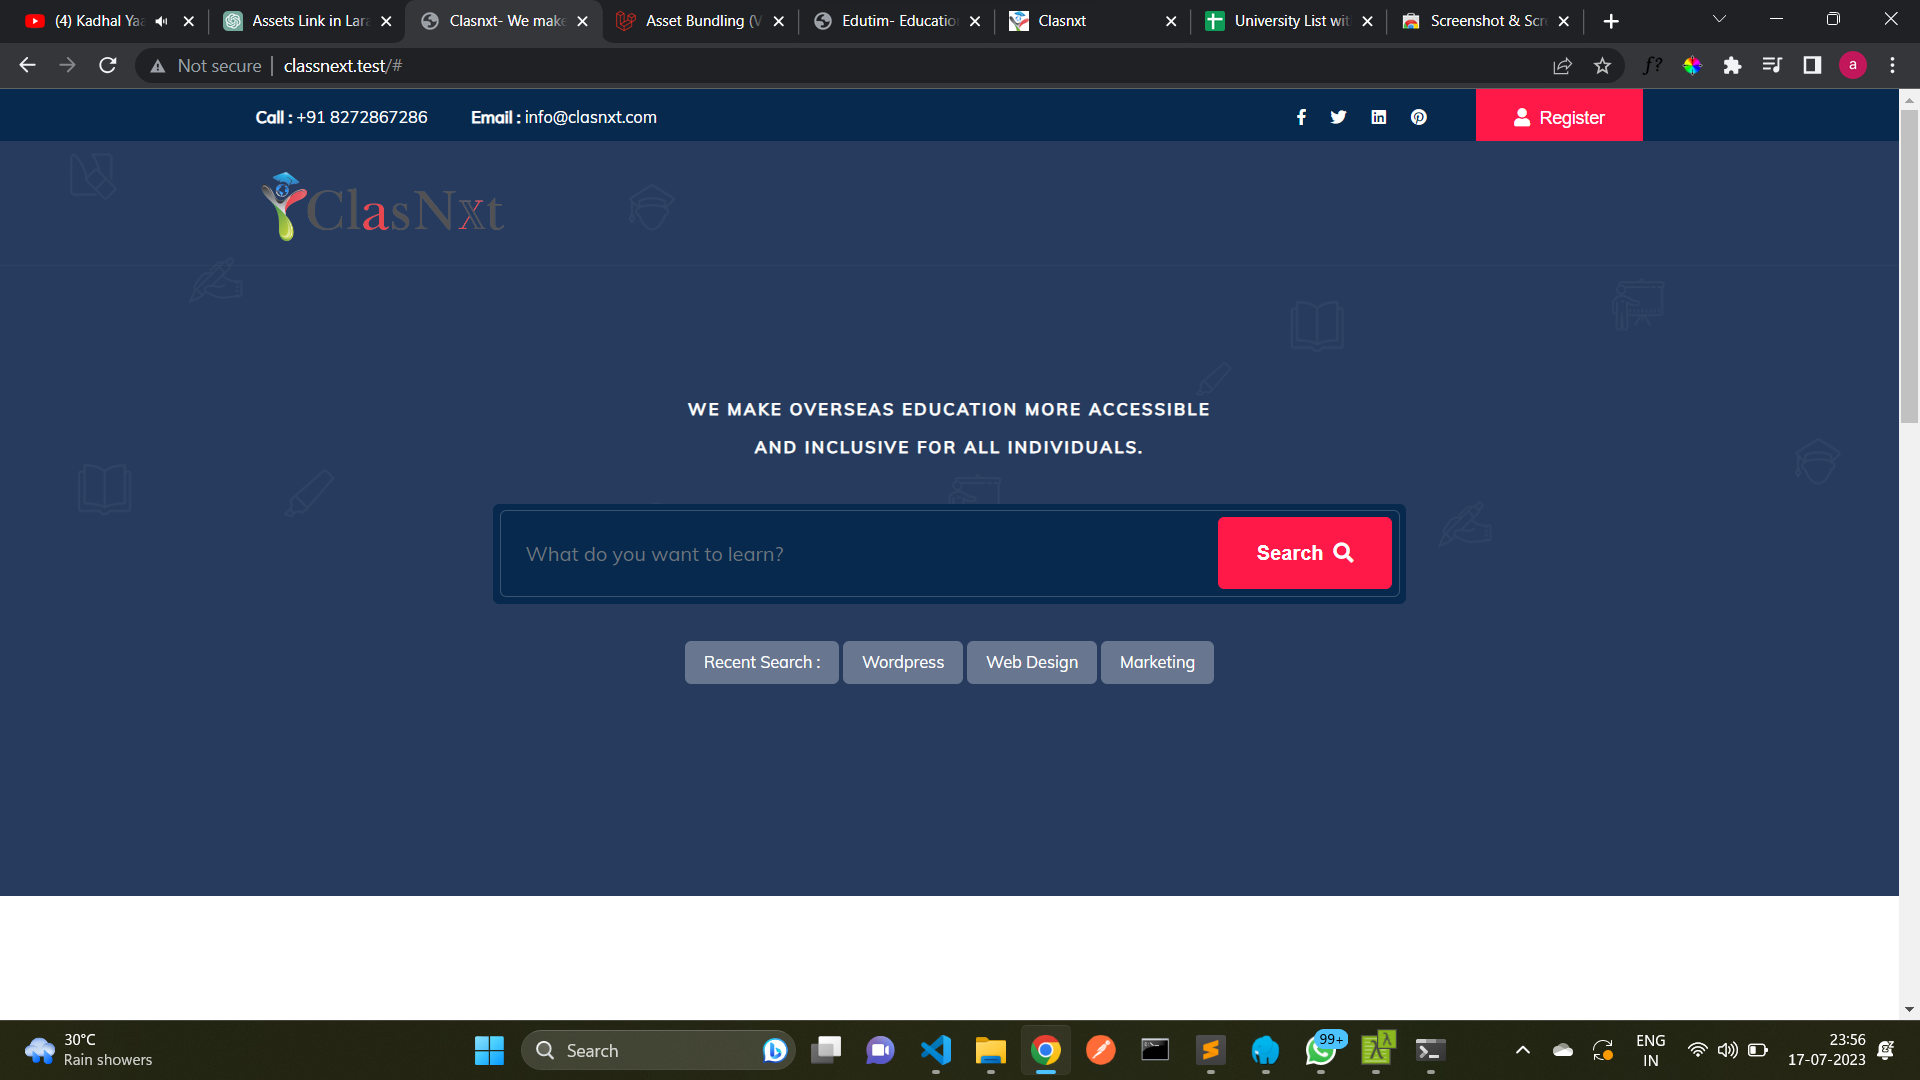 (4) Kadhal Yaa
Assets Link in Lara
Clasnxt- We make
Asset Bundling (V
Edutim- Education
Clasnxt
University List wit
Screenshot & Scr
Not secure
classnext.test/#
f?
a
Call : +91 8272867286
Email : info@clasnxt.com
Register
ClasNxt
WE MAKE OVERSEAS EDUCATION MORE ACCESSIBLE
AND INCLUSIVE FOR ALL INDIVIDUALS.
What do you want to learn?
Search
Recent Search :
Wordpress
Web Design
Marketing
30°C
Rain showers
Search
99+
ENG
IN
23:56
17-07-2023